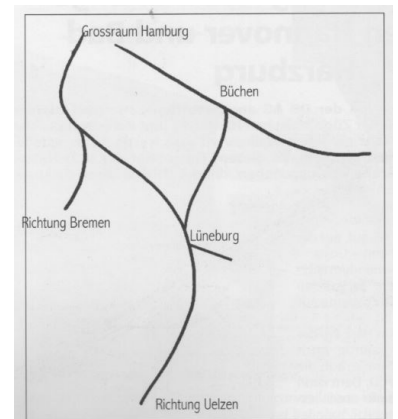 Grossraum Hamburg
Büchen
Richtung Bremen
Lüneburg
Richtung Uelzen